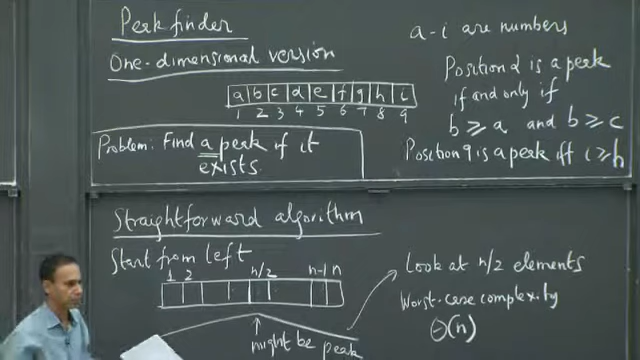 Peak finder
One-dimensional version
a b c d e f g h i
1 2 3 4 5 6 7 8 9
Problem: Find a peak if it
exists.
a - i are numbers
Position 2 is a peak
if and only if
b ≥ a and b ≥ c
Position 9 is a peak iff i ≥ h
Straightforward algorithm
Start from left
1 2 n/2 n-1 n
might be peak
Look at n/2 elements
Worst-case complexity
Θ(n)